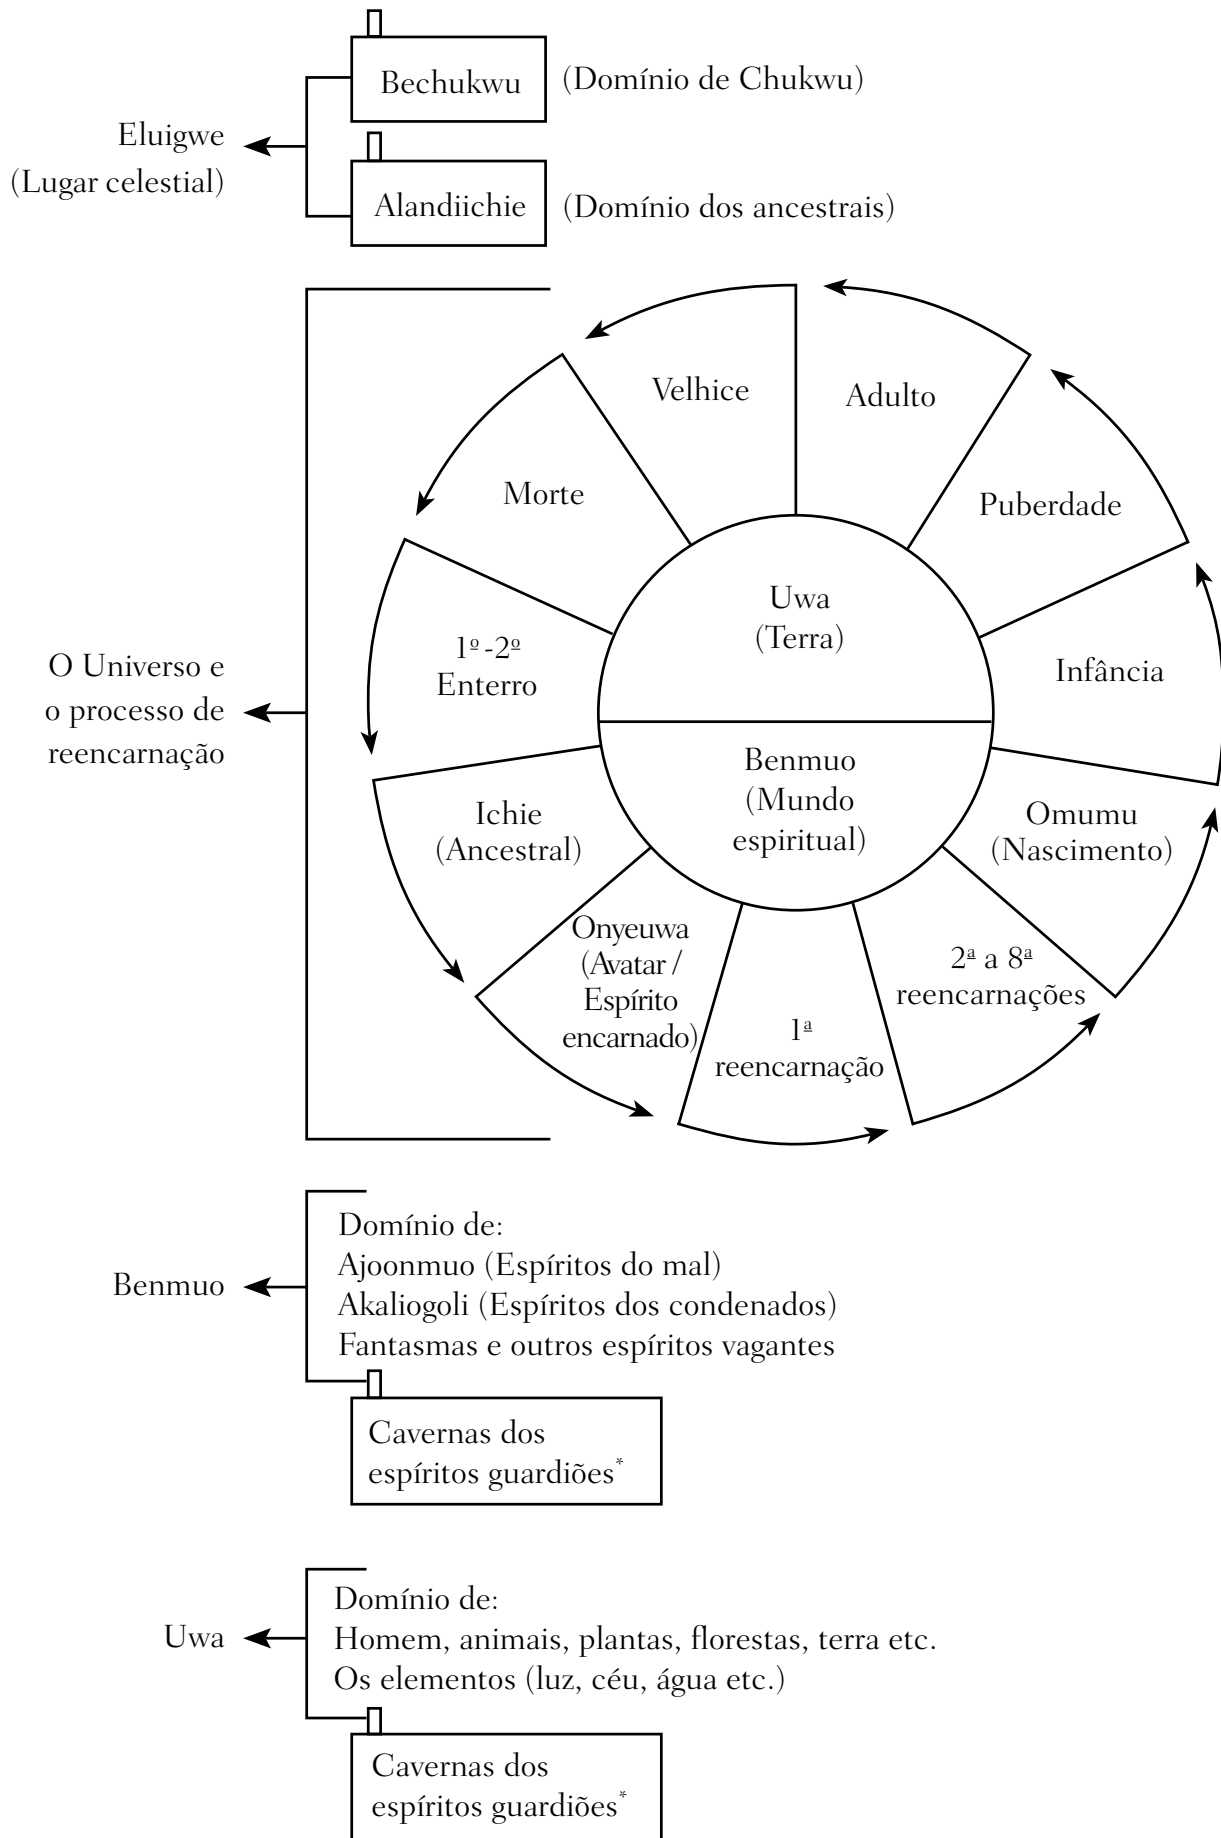 Bechukwu
(Domínio de Chukwu)
Eluigwe
(Lugar celestial)
Alandiichie
(Domínio dos ancestrais)
Velhice
Adulto
Morte
Puberdade
Uwa
(Terra)
1º -2º
Enterro
Infância
O Universo e
o processo de
reencarnação
Benmuo
(Mundo
espiritual)
Ichie
(Ancestral)
Omumu
(Nascimento)
Onyeuwa
(Avatar /
Espírito
encarnado)
1ª
reencarnação
2ª a 8ª
reencarnações
Benmuo
Domínio de:
Ajoonmuo (Espíritos do mal)
Akaliogoli (Espíritos dos condenados)
Fantasmas e outros espíritos vagantes
Cavernas dos
espíritos guardiões*
Uwa
Domínio de:
Homem, animais, plantas, florestas, terra etc.
Os elementos (luz, céu, água etc.)
Cavernas dos
espíritos guardiões*